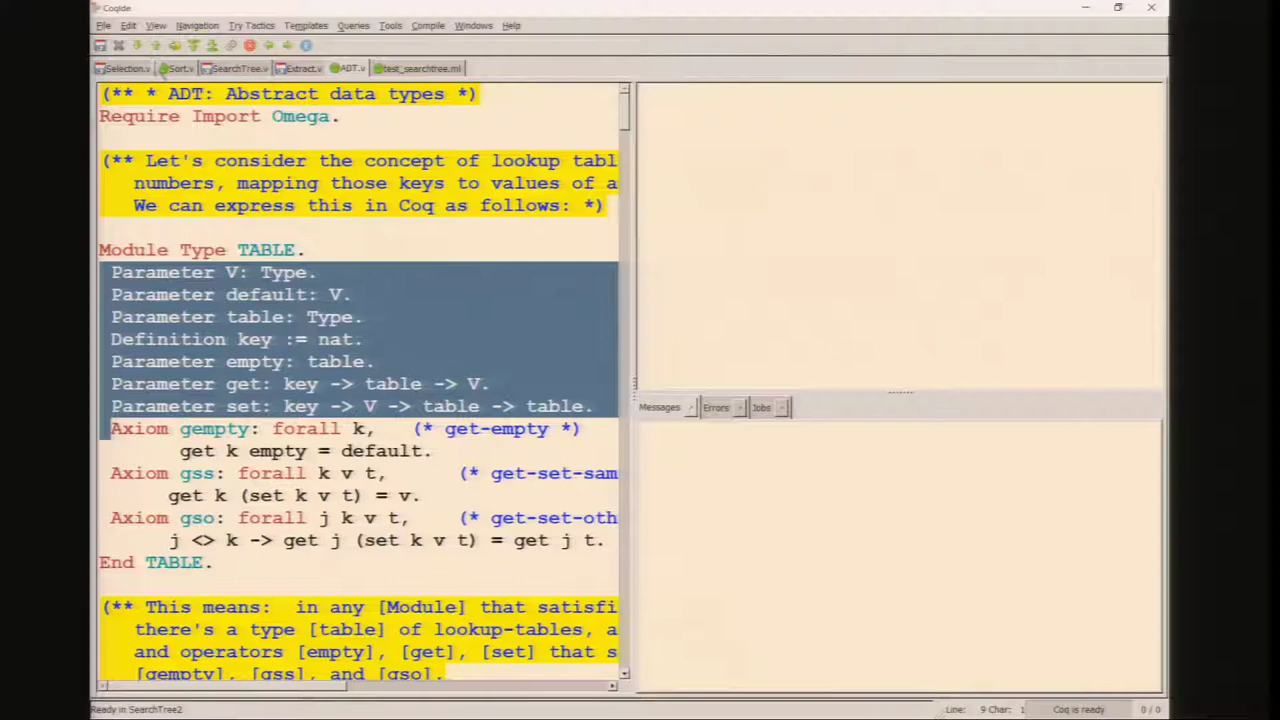 CoqIde
File Edit View Navigation Try Tactics Templates Queries Tools Compile Windows Help
Selection.v Sort.v SearchTree.v Extract.v ADT.v test_searchtree.ml
(** * ADT: Abstract data types *)
Require Import Omega.
(** Let's consider the concept of lookup tabl
numbers, mapping those keys to values of a
We can express this in Coq as follows: *)
Module Type TABLE.
Parameter V: Type.
Parameter default: V.
Parameter table: Type.
Definition key := nat.
Parameter empty: table.
Parameter get: key -> table -> V.
Parameter set: key -> V -> table -> table.
Axiom gempty: forall k, (* get-empty *)
get k empty = default.
Axiom gss: forall k v t, (* get-set-sam
get k (set k v t) = v.
Axiom gso: forall j k v t, (* get-set-oth
j <> k -> get j (set k v t) = get j t.
End TABLE.
(** This means: in any [Module] that satisfi
there's a type [table] of lookup-tables, a
and operators [empty], [get], [set] that s
[gempty], [gss], and [gso].
Messages Errors Jobs
Ready in SearchTree2 Line: 9 Char: 1 Coq is ready 0 / 0